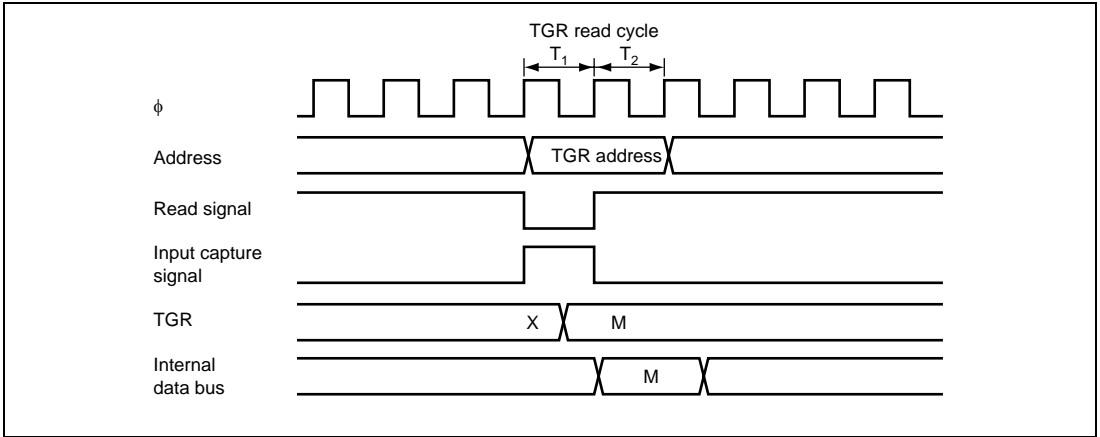 TGR read cycle
T1 T2
ϕ
Address TGR address
Read signal
Input capture
signal
TGR X M
Internal
data bus M